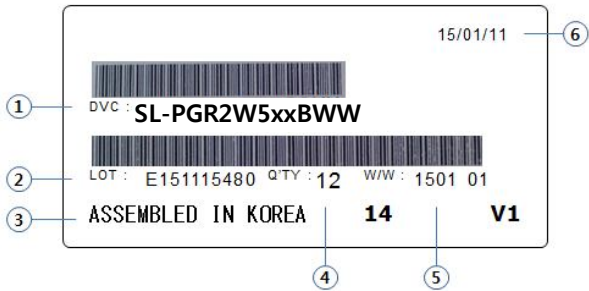 15/01/11 6
1 DVC : SL-PGR2W5xxBWW
2 LOT : E151115480 Q'TY : 12 W/W : 1501 01
3 ASSEMBLED IN KOREA 14 V1
4 5